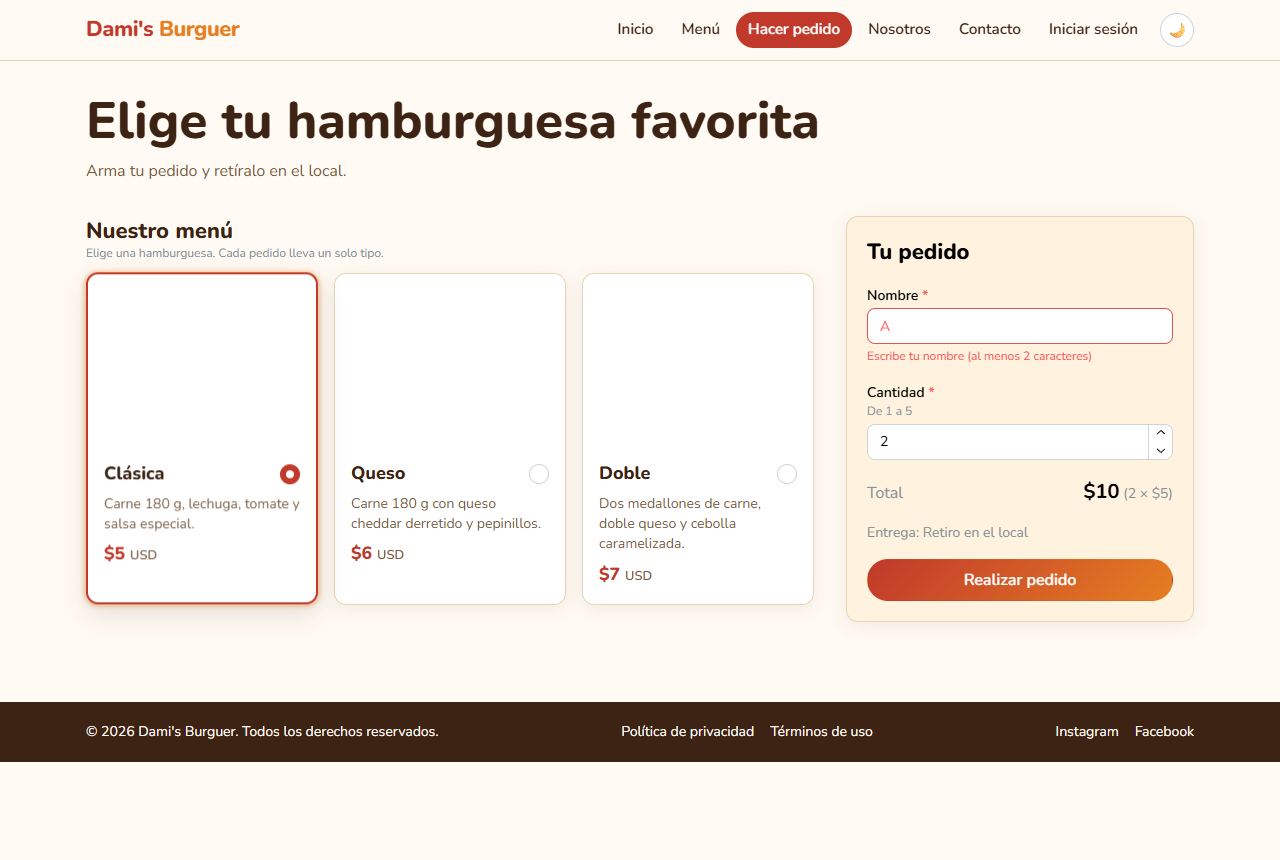 Dami's Burguer
Inicio
Menú
Hacer pedido
Nosotros
Contacto
Iniciar sesión
Elige tu hamburguesa favorita
Arma tu pedido y retíralo en el local.
Nuestro menú
Elige una hamburguesa. Cada pedido lleva un solo tipo.
Clásica
Carne 180 g, lechuga, tomate y
salsa especial.
$5 USD
Queso
Carne 180 g con queso
cheddar derretido y pepinillos.
$6 USD
Doble
Dos medallones de carne,
doble queso y cebolla
caramelizada.
$7 USD
Tu pedido
Nombre *
A
Escribe tu nombre (al menos 2 caracteres)
Cantidad *
De 1 a 5
2
Total $10 (2 × $5)
Entrega: Retiro en el local
Realizar pedido
© 2026 Dami's Burguer. Todos los derechos reservados.
Política de privacidad
Términos de uso
Instagram
Facebook